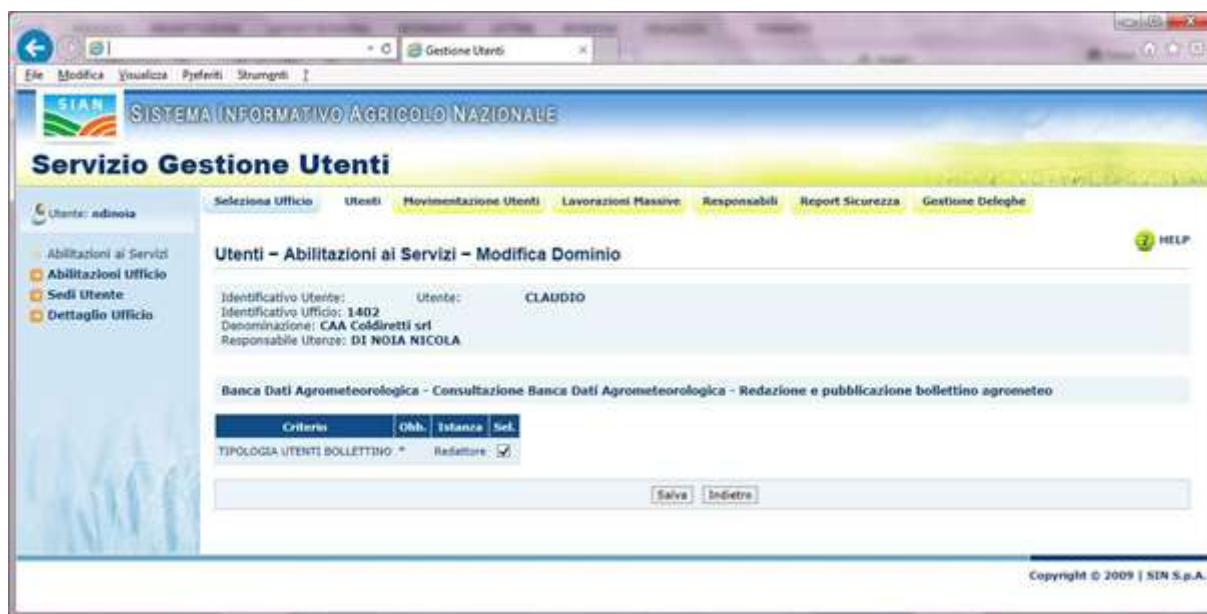 Gestione Utenti
File Modifica Visualizza Preferiti Strumenti ?
SIAN SISTEMA INFORMATIVO AGRICOLO NAZIONALE
Servizio Gestione Utenti
Utente: ndinoia
Seleziona Ufficio Utenti Movimentazione Utenti Lavorazioni Massive Responsabili Report Sicurezza Gestione Deleghe
HELP
Abilitazioni ai Servizi
Abilitazioni Ufficio
Sedi Utente
Dettaglio Ufficio
Utenti – Abilitazioni ai Servizi – Modifica Dominio
Identificativo Utente: Utente: CLAUDIO
Identificativo Ufficio: 1402
Denominazione: CAA Coldiretti srl
Responsabile Utenze: DI NOIA NICOLA
Banca Dati Agrometeorologica - Consultazione Banca Dati Agrometeorologica - Redazione e pubblicazione bollettino agrometeo
Criterio Obb. Istanza Sel.
TIPOLOGIA UTENTI BOLLETTINO * Redattore
Salva Indietro
Copyright © 2009 | SIN S.p.A.